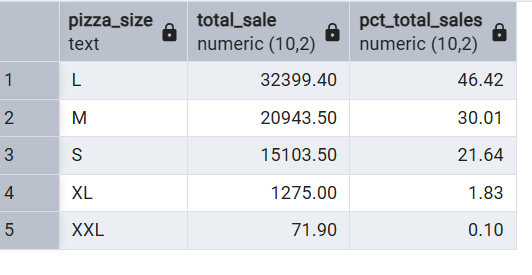 pizza_size total_sale pct_total_sales
text numeric (10,2) numeric (10,2)
1 L 32399.40 46.42
2 M 20943.50 30.01
3 S 15103.50 21.64
4 XL 1275.00 1.83
5 XXL 71.90 0.10